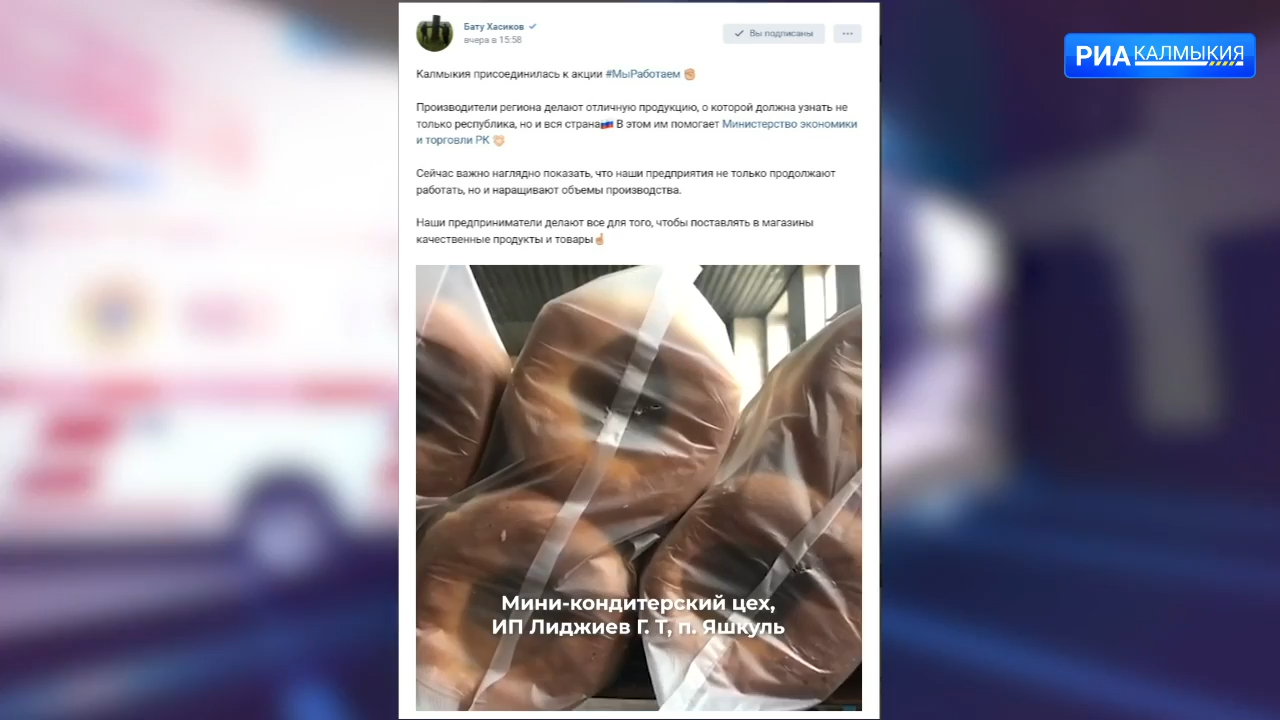 Бату Хасиков
вчера в 15:58
Вы подписаны
РИА КАЛМЫКИЯ
Калмыкия присоединилась к акции #МыРаботаем ✊🏼
Производители региона делают отличную продукцию, о которой должна узнать не
только республика, но и вся страна🇷🇺 В этом им помогает Министерство экономики
и торговли РК
Сейчас важно наглядно показать, что наши предприятия не только продолжают
работать, но и наращивают объемы производства.
Наши предприниматели делают все для того, чтобы поставлять в магазины
качественные продукты и товары☝🏼
Мини-кондитерский цех,
ИП Лиджиев Г. Т, п. Яшкуль